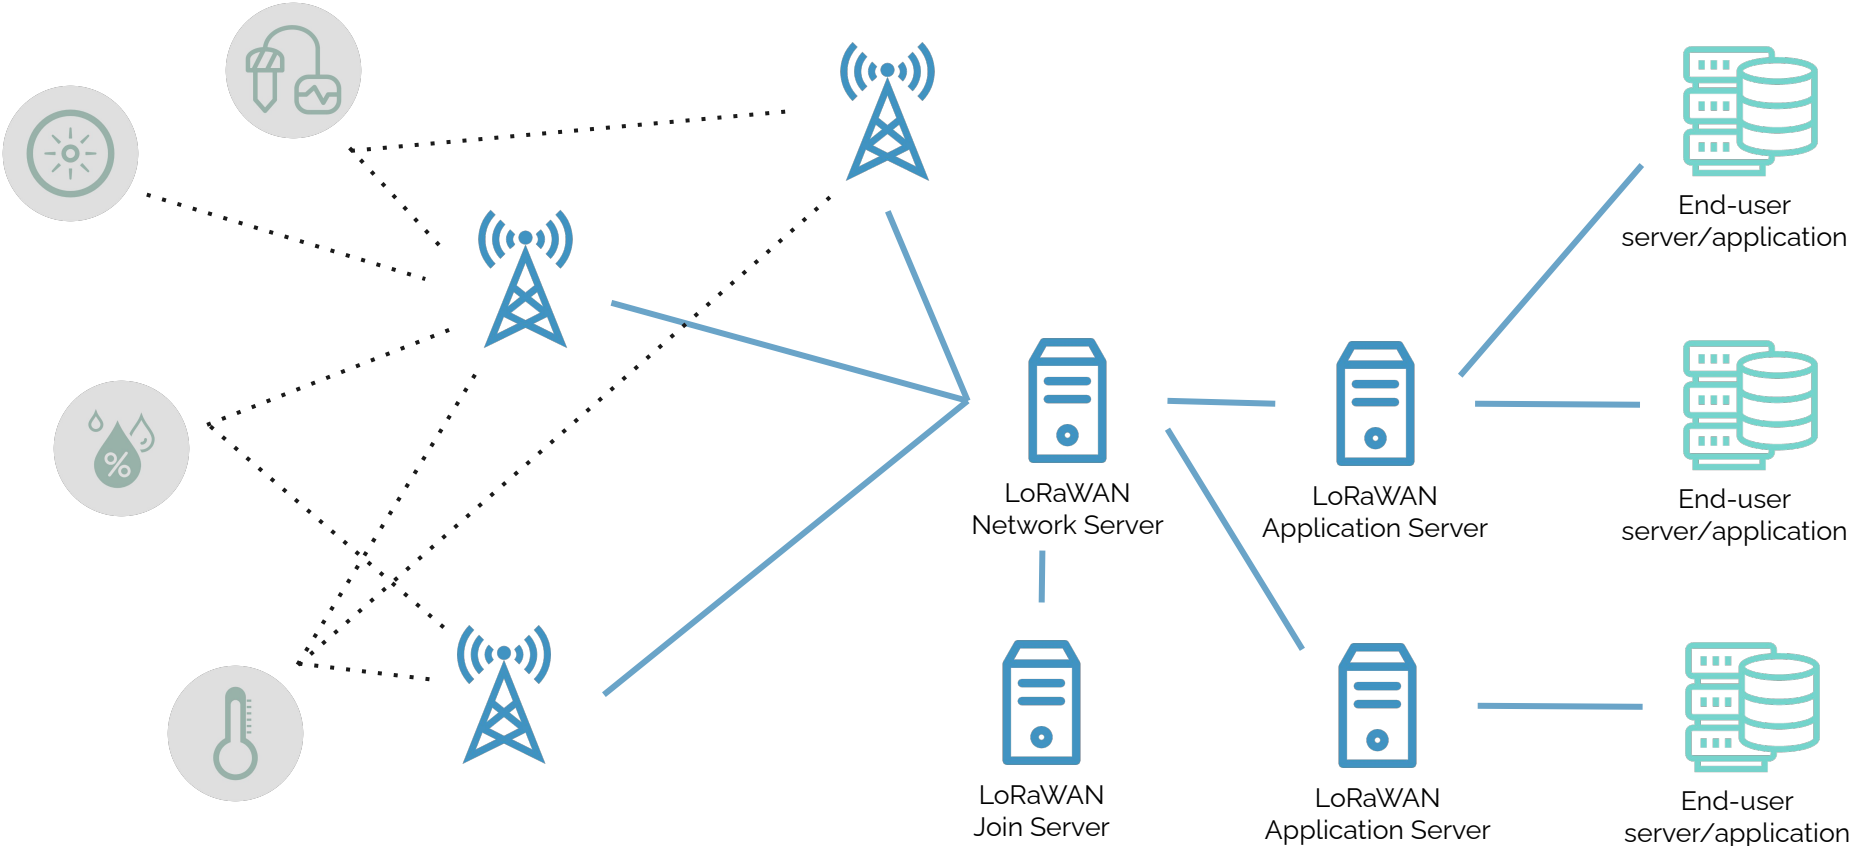 End-user
server/application
LoRaWAN
Network Server
LoRaWAN
Application Server
End-user
server/application
%
LoRaWAN
Join Server
LoRaWAN
Application Server
End-user
server/application